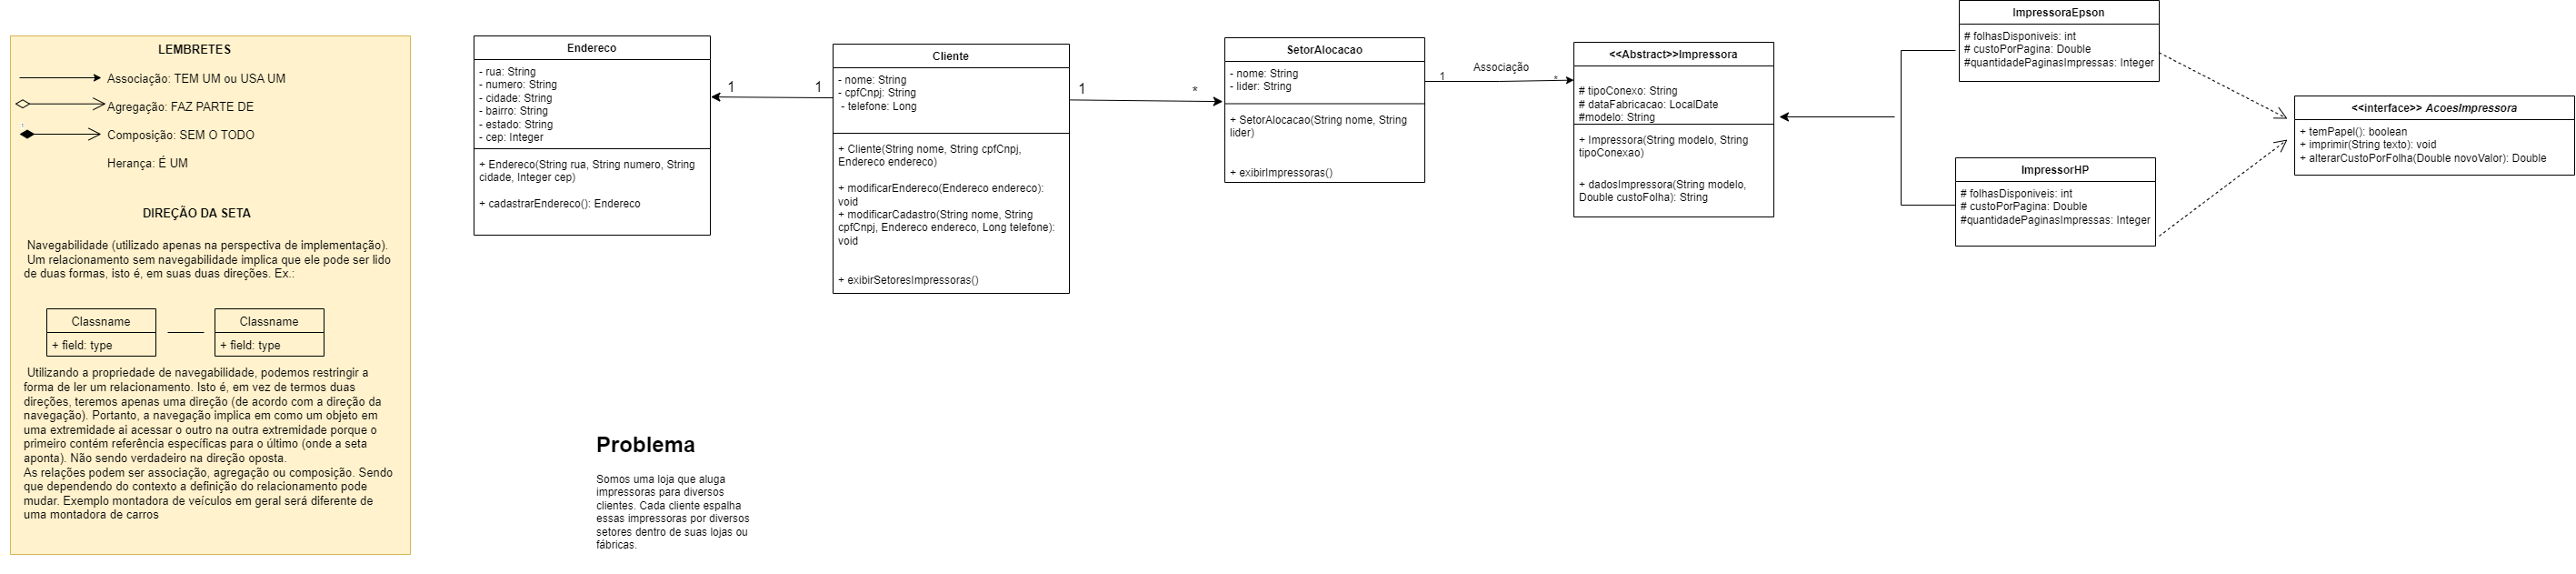 LEMBRETES
Associação: TEM UM ou USA UM
Agregação: FAZ PARTE DE
Composição: SEM O TODO
Herança: É UM
DIREÇÃO DA SETA
Navegabilidade (utilizado apenas na perspectiva de implementação).
Um relacionamento sem navegabilidade implica que ele pode ser lido
de duas formas, isto é, em suas duas direções. Ex.:
Classname
+ field: type
Classname
+ field: type
Utilizando a propriedade de navegabilidade, podemos restringir a
forma de ler um relacionamento. Isto é, em vez de termos duas
direções, teremos apenas uma direção (de acordo com a direção da
navegação). Portanto, a navegação implica em como um objeto em
uma extremidade ai acessar o outro na outra extremidade porque o
primeiro contém referência específicas para o último (onde a seta
aponta). Não sendo verdadeiro na direção oposta.
As relações podem ser associação, agregação ou composição. Sendo
que dependendo do contexto a definição do relacionamento pode
mudar. Exemplo montadora de veículos em geral será diferente de
uma montadora de carros
Endereco
- rua: String
- numero: String
- cidade: String
- bairro: String
- estado: String
- cep: Integer
+ Endereco(String rua, String numero, String
cidade, Integer cep)
+ cadastrarEndereco(): Endereco
1
1
Cliente
- nome: String
- cpfCnpj: String
- telefone: Long
+ Cliente(String nome, String cpfCnpj,
Endereco endereco)
+ modificarEndereco(Endereco endereco):
void
+ modificarCadastro(String nome, String
cpfCnpj, Endereco endereco, Long telefone):
void
+ exibirSetoresImpressoras()
1
*
SetorAlocacao
- nome: String
- lider: String
+ SetorAlocacao(String nome, String
lider)
+ exibirImpressoras()
Associação
1
*
<<Abstract>>Impressora
# tipoConexo: String
# dataFabricacao: LocalDate
#modelo: String
+ Impressora(String modelo, String
tipoConexao)
+ dadosImpressora(String modelo,
Double custoFolha): String
ImpressoraEpson
# folhasDisponiveis: int
# custoPorPagina: Double
#quantidadePaginasImpressas: Integer
ImpressorHP
# folhasDisponiveis: int
# custoPorPagina: Double
#quantidadePaginasImpressas: Integer
<<interface>> AcoesImpressora
+ temPapel(): boolean
+ imprimir(String texto): void
+ alterarCustoPorFolha(Double novoValor): Double
Problema
Somos uma loja que aluga
impressoras para diversos
clientes. Cada cliente espalha
essas impressoras por diversos
setores dentro de suas lojas ou
fábricas.